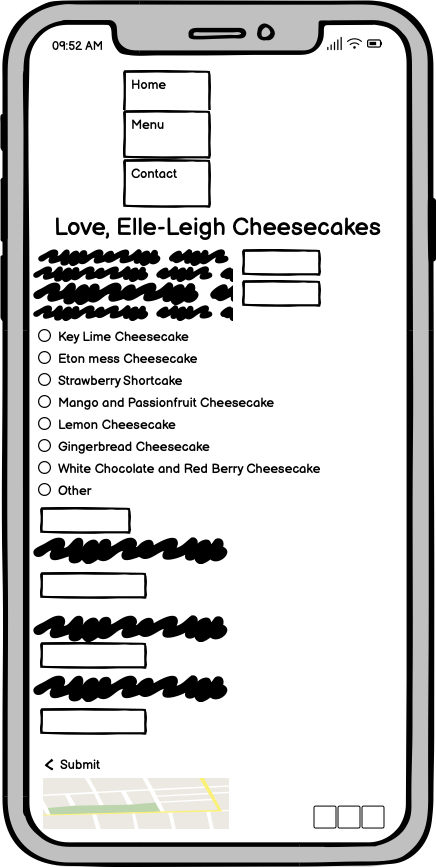 09:52 AM
Home
Menu
Contact
Love, Elle-Leigh Cheesecakes
Key Lime Cheesecake
Eton mess Cheesecake
Strawberry Shortcake
Mango and Passionfruit Cheesecake
Lemon Cheesecake
Gingerbread Cheesecake
White Chocolate and Red Berry Cheesecake
Other
Submit